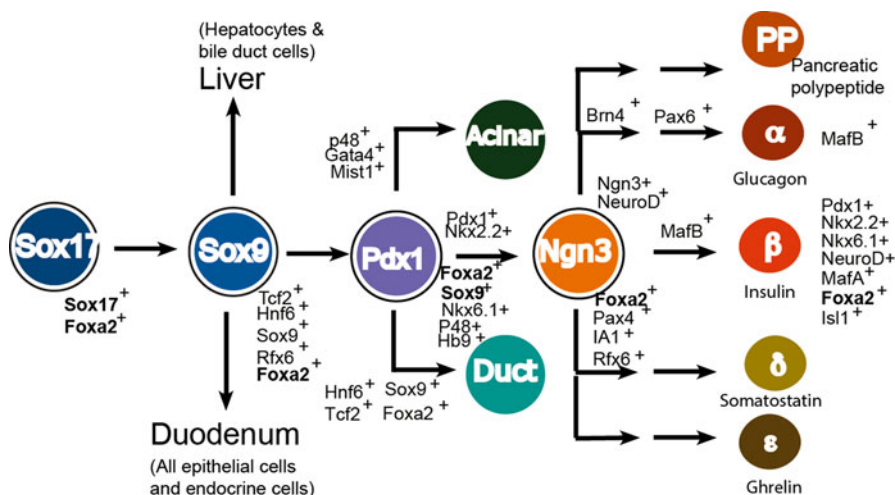 (Hepatocytes &
bile duct cells)
Liver
Sox17
Sox17+
Foxa2+
Sox9
Tcf2+
Hnf6+
Sox9+
Rfx6+
Foxa2+
Duodenum
(All epithelial cells
and endocrine cells)
p48+
Gata4+
Mist1+
Acinar
Pdx1
Pdx1+
Nkx2.2+
Foxa2+
Sox9+
Nkx6.1+
P48+
Hb9+
Hnf6+ Sox9+
Tcf2+ Foxa2+
Duct
Ngn3
Ngn3+
NeuroD+
Foxa2+
Pax4+
IA1+
Rfx6+
Brn4+ Pax6+
MafB+
PP
Pancreatic
polypeptide
α
Glucagon
MafB+
β
Insulin
Pdx1+
Nkx2.2+
Nkx6.1+
NeuroD+
MafA+
Foxa2+
Isl1+
δ
Somatostatin
ε
Ghrelin